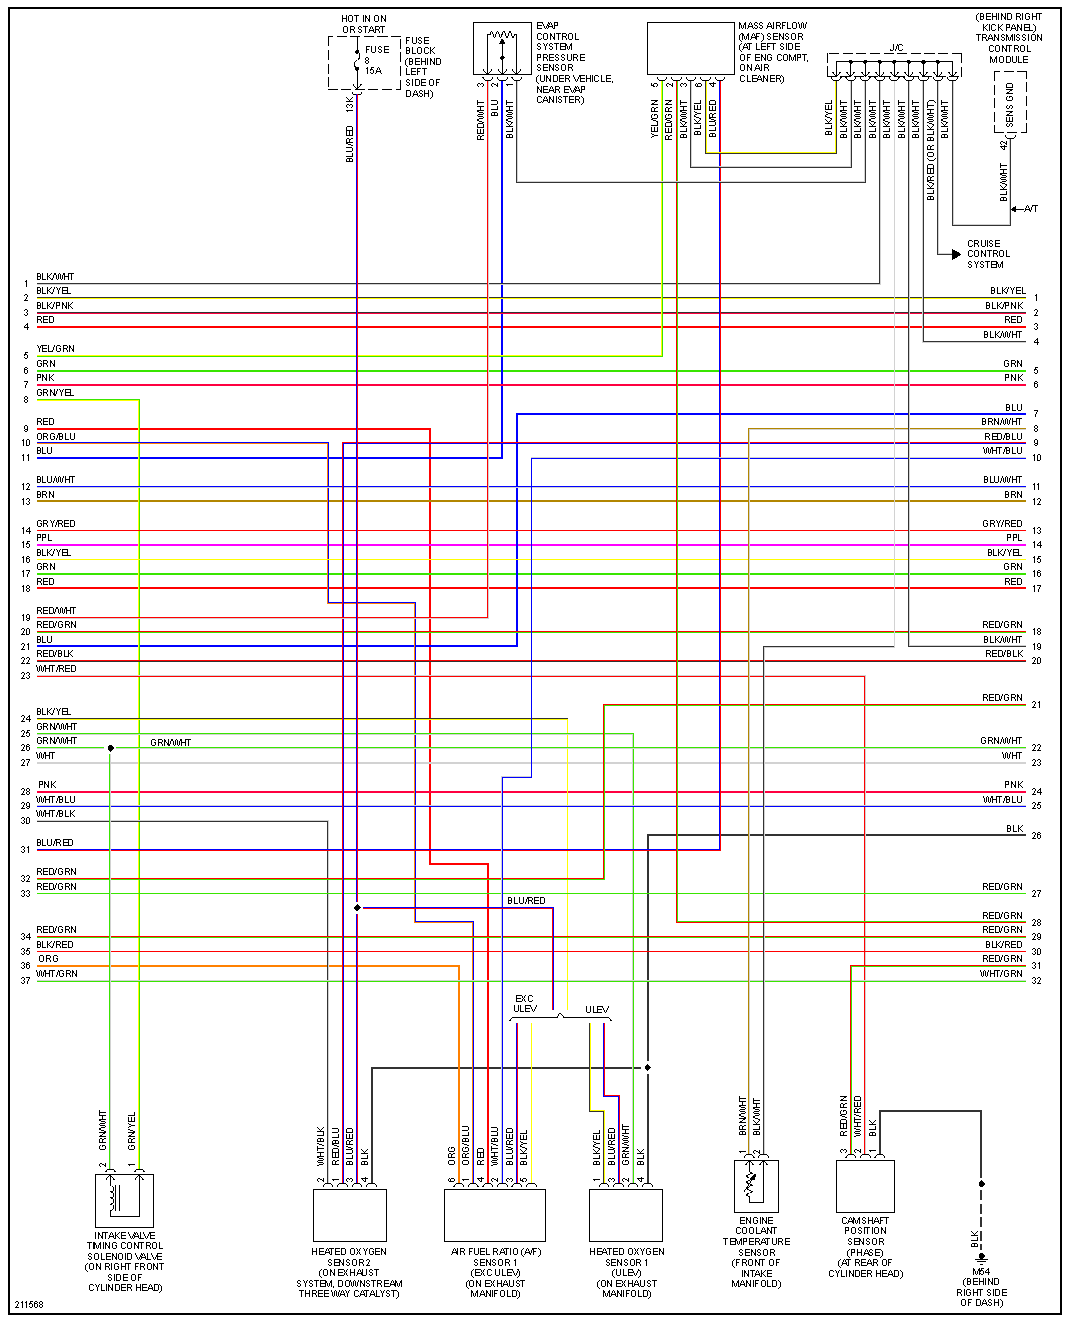 HOT IN ON
OR START
FUSE
8
15A
FUSE
BLOCK
(BEHIND
LEFT
SIDE OF
DASH)
13K
BLU/RED
EVAP
CONTROL
SYSTEM
PRESSURE
SENSOR
(UNDER VEHICLE,
NEAR EVAP
CANISTER)
3
2
1
RED/WHT
BLU
BLK/WHT
MASS AIRFLOW
(MAF) SENSOR
(AT LEFT SIDE
OF ENG COMPT,
ON AIR
CLEANER)
5
2
3
6
4
YEL/GRN
RED/GRN
BLK/WHT
BLK/YEL
BLU/RED
J/C
BLK/YEL
BLK/WHT
BLK/WHT
BLK/WHT
BLK/WHT
BLK/WHT
BLK/WHT
BLK/RED (OR BLK/WHT)
BLK/WHT
(BEHIND RIGHT
KICK PANEL)
TRANSMISSION
CONTROL
MODULE
SENS GND
42
BLK/WHT
A/T
CRUISE
CONTROL
SYSTEM
1 BLK/WHT
2 BLK/YEL BLK/YEL 1
3 BLK/PNK BLK/PNK 2
4 RED RED 3
BLK/WHT 4
5 YEL/GRN
6 GRN GRN 5
7 PNK PNK 6
8 GRN/YEL
BLU 7
9 RED BRN/WHT 8
10 ORG/BLU RED/BLU 9
11 BLU WHT/BLU 10
12 BLU/WHT BLU/WHT 11
13 BRN BRN 12
14 GRY/RED GRY/RED 13
15 PPL PPL 14
16 BLK/YEL BLK/YEL 15
17 GRN GRN 16
18 RED RED 17
19 RED/WHT
20 RED/GRN RED/GRN 18
21 BLU BLK/WHT 19
22 RED/BLK RED/BLK 20
23 WHT/RED
RED/GRN 21
24 BLK/YEL
25 GRN/WHT
26 GRN/WHT GRN/WHT GRN/WHT 22
27 WHT WHT 23
28 PNK PNK 24
29 WHT/BLU WHT/BLU 25
30 WHT/BLK
BLK 26
31 BLU/RED
32 RED/GRN
33 RED/GRN RED/GRN 27
BLU/RED
RED/GRN 28
34 RED/GRN RED/GRN 29
35 BLK/RED BLK/RED 30
36 ORG RED/GRN 31
37 WHT/GRN WHT/GRN 32
EXC
ULEV
ULEV
GRN/WHT
GRN/YEL
2
1
INTAKE VALVE
TIMING CONTROL
SOLENOID VALVE
(ON RIGHT FRONT
SIDE OF
CYLINDER HEAD)
WHT/BLK
RED/BLU
BLU/RED
BLK
2
1
3
4
HEATED OXYGEN
SENSOR 2
(ON EXHAUST
SYSTEM, DOWNSTREAM
THREE WAY CATALYST)
ORG
ORG/BLU
RED
WHT/BLU
BLU/RED
BLK/YEL
6
1
4
2
3
5
AIR FUEL RATIO (A/F)
SENSOR 1
(EXC ULEV)
(ON EXHAUST
MANIFOLD)
BLK/YEL
BLU/RED
GRN/WHT
BLK
1
3
2
4
HEATED OXYGEN
SENSOR 1
(ULEV)
(ON EXHAUST
MANIFOLD)
BRN/WHT
BLK/WHT
1
2
ENGINE
COOLANT
TEMPERATURE
SENSOR
(FRONT OF
INTAKE
MANIFOLD)
RED/GRN
WHT/RED
BLK
3
2
1
CAMSHAFT
POSITION
SENSOR
(PHASE)
(AT REAR OF
CYLINDER HEAD)
BLK
M54
(BEHIND
RIGHT SIDE
OF DASH)
211568